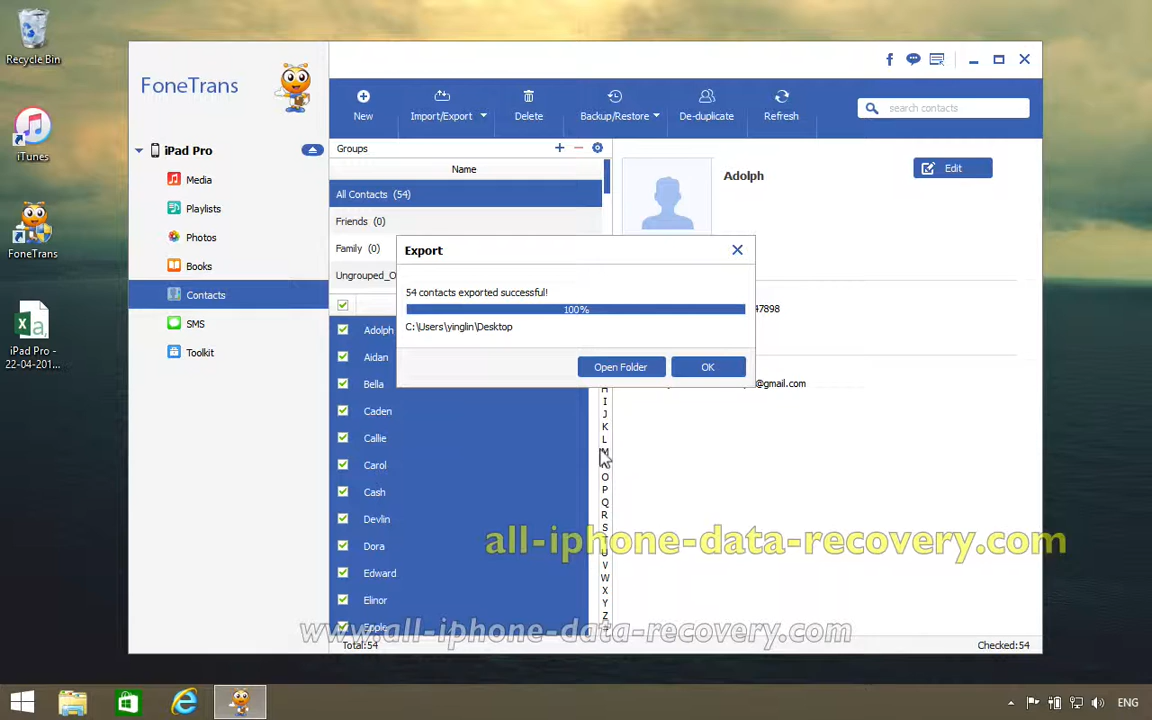 Recycle Bin
iTunes
FoneTrans
iPad Pro -
22-04-201...
FoneTrans
iPad Pro
Media
Playlists
Photos
Books
Contacts
SMS
Toolkit
New
Import/Export
Delete
Backup/Restore
De-duplicate
Refresh
search contacts
Groups
Name
All Contacts (54)
Friends (0)
Family (0)
Ungrouped_O
Adolph
Aidan
Bella
Caden
Callie
Carol
Cash
Devlin
Dora
Edward
Elinor
Total:54
Checked:54
H
I
J
K
L
M
O
P
Q
R
S
U
V
W
X
Y
Z
Adolph
Edit
47898
@gmail.com
Export
54 contacts exported successful!
100%
C:\Users\yinglin\Desktop
Open Folder
OK
all-iphone-data-recovery.com
www.all-iphone-data-recovery.com
ENG